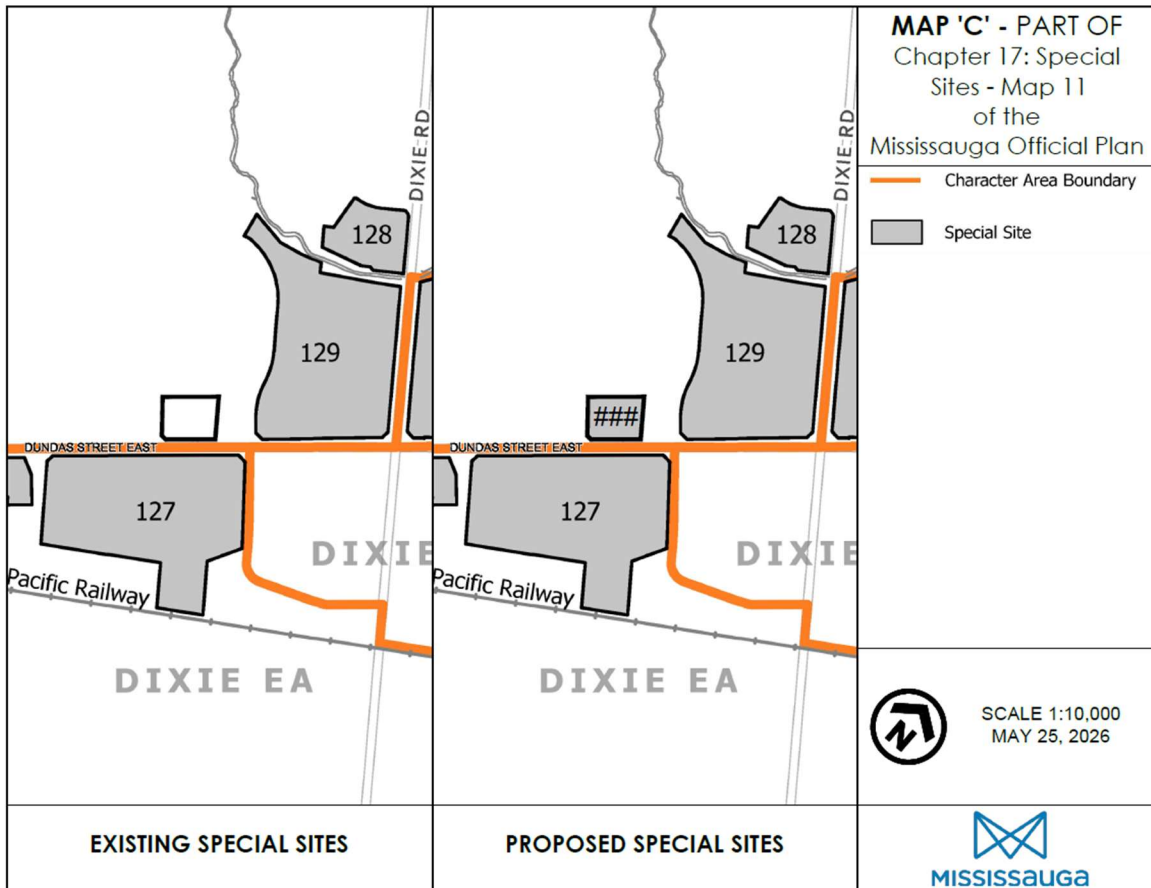 DIXIE RD
128
129
DUNDAS STREET EAST
127
DIXIE
Pacific Railway
DIXIE EA
EXISTING SPECIAL SITES
DIXIE RD
128
129
###
DUNDAS STREET EAST
127
DIXIE
Pacific Railway
DIXIE EA
PROPOSED SPECIAL SITES
MAP 'C' - PART OF
Chapter 17: Special
Sites - Map 11
of the
Mississauga Official Plan
Character Area Boundary
Special Site
N
SCALE 1:10,000
MAY 25, 2026
MISSISSAUGA